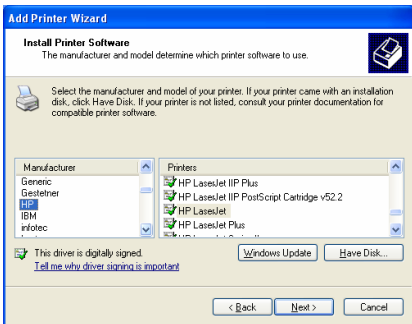 Add Printer Wizard
Install Printer Software
The manufacturer and model determine which printer software to use.
Select the manufacturer and model of your printer. If your printer came with an installation
disk, click Have Disk. If your printer is not listed, consult your printer documentation for
compatible printer software.
Manufacturer
Generic
Gestetner
HP
IBM
infotec
Printers
HP LaserJet IIP Plus
HP LaserJet IIP PostScript Cartridge v52.2
HP LaserJet
HP LaserJet Plus
This driver is digitally signed.
Tell me why driver signing is important
Windows Update
Have Disk...
< Back
Next >
Cancel